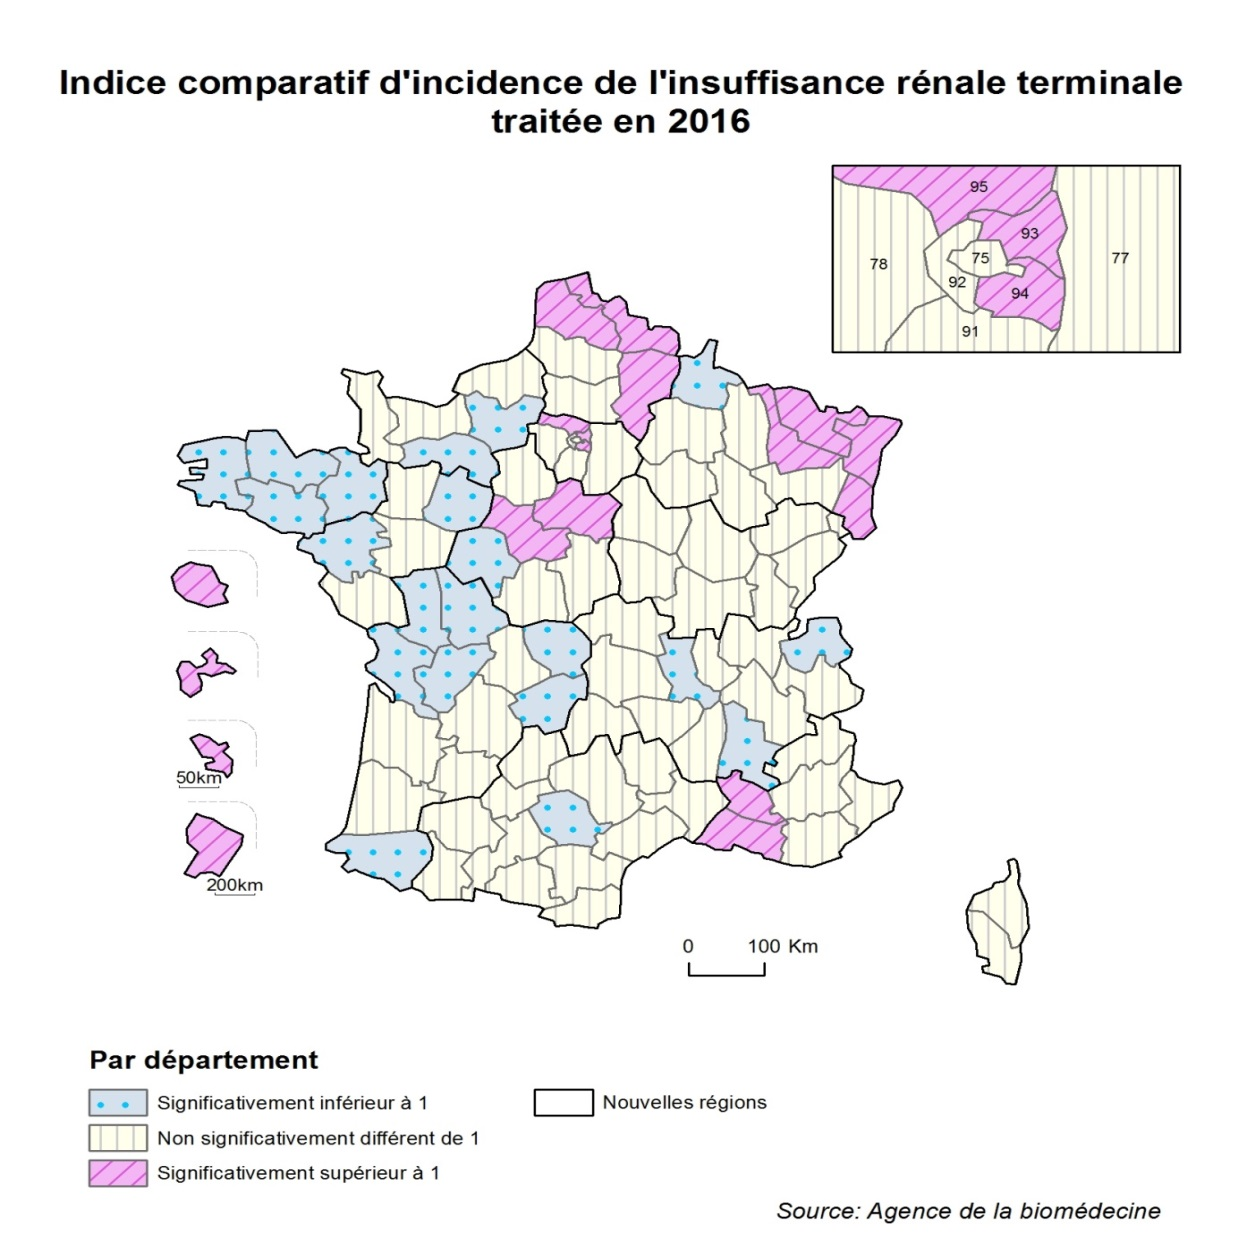 Indice comparatif d'incidence de l'insuffisance rénale terminale
traitée en 2016
95
93
78
75
77
92
94
91
50km
200km
0 100 Km
Par département
Significativement inférieur à 1
Nouvelles régions
Non significativement différent de 1
Significativement supérieur à 1
Source: Agence de la biomédecine